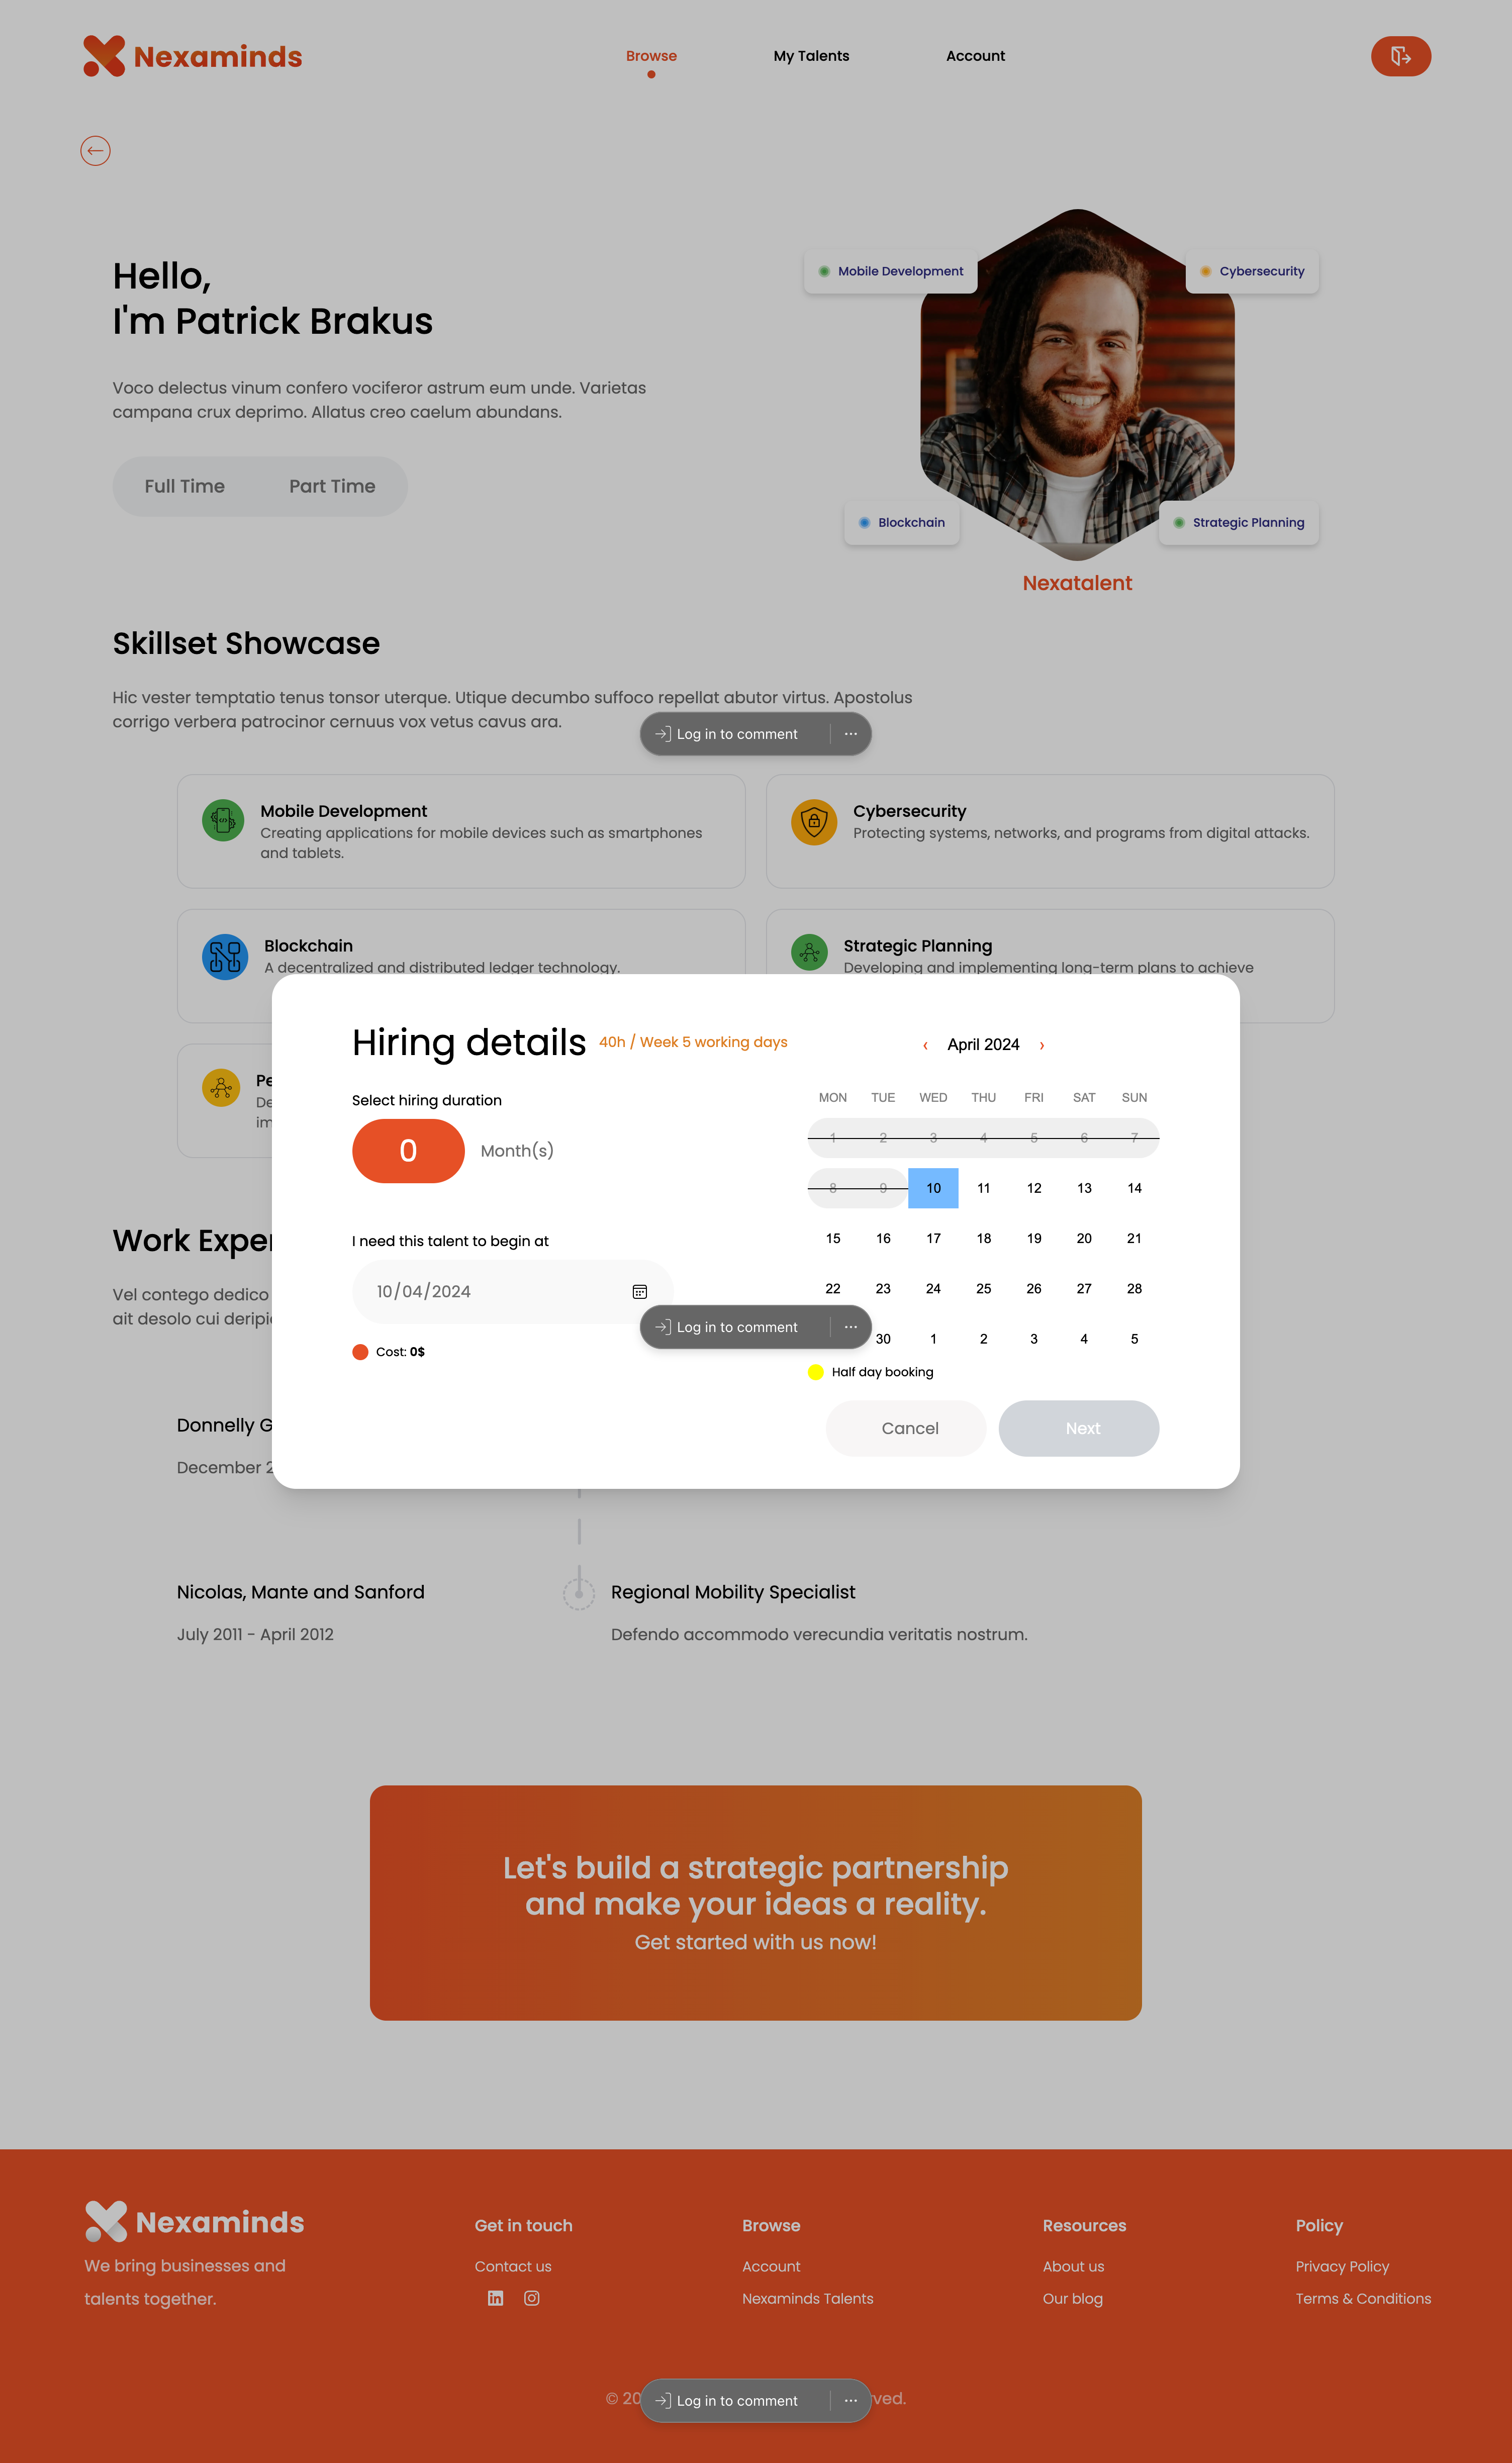 Nexaminds
Browse
My Talents
Account
Hello,
I'm Patrick Brakus
Voco delectus vinum confero vociferor astrum eum unde. Varietas
campana crux deprimo. Allatus creo caelum abundans.
Full Time
Part Time
Mobile Development
Cybersecurity
Blockchain
Strategic Planning
Nexatalent
Skillset Showcase
Hic vester temptatio tenus tonsor uterque. Utique decumbo suffoco repellat abutor virtus. Apostolus
corrigo verbera patrocinor cernuus vox vetus cavus ara.
Log in to comment
Mobile Development
Creating applications for mobile devices such as smartphones
and tablets.
Cybersecurity
Protecting systems, networks, and programs from digital attacks.
Blockchain
A decentralized and distributed ledger technology.
Strategic Planning
Developing and implementing long-term plans to achieve
Hiring details
40h / Week 5 working days
Select hiring duration
0
Month(s)
I need this talent to begin at
10/04/2024
Cost: 0$
‹ April 2024 ›
MON TUE WED THU FRI SAT SUN
1 2 3 4 5 6 7
8 9 10 11 12 13 14
15 16 17 18 19 20 21
22 23 24 25 26 27 28
30 1 2 3 4 5
Log in to comment
Half day booking
Cancel
Next
Work
Vel contego dedico
ait desolo cui
Donnelly
December
Nicolas, Mante and Sanford
July 2011 - April 2012
Regional Mobility Specialist
Defendo accommodo verecundia veritatis nostrum.
Let's build a strategic partnership
and make your ideas a reality.
Get started with us now!
Nexaminds
We bring businesses and
talents together.
Get in touch
Contact us
Browse
Account
Nexaminds Talents
Resources
About us
Our blog
Policy
Privacy Policy
Terms & Conditions
©
Log in to comment